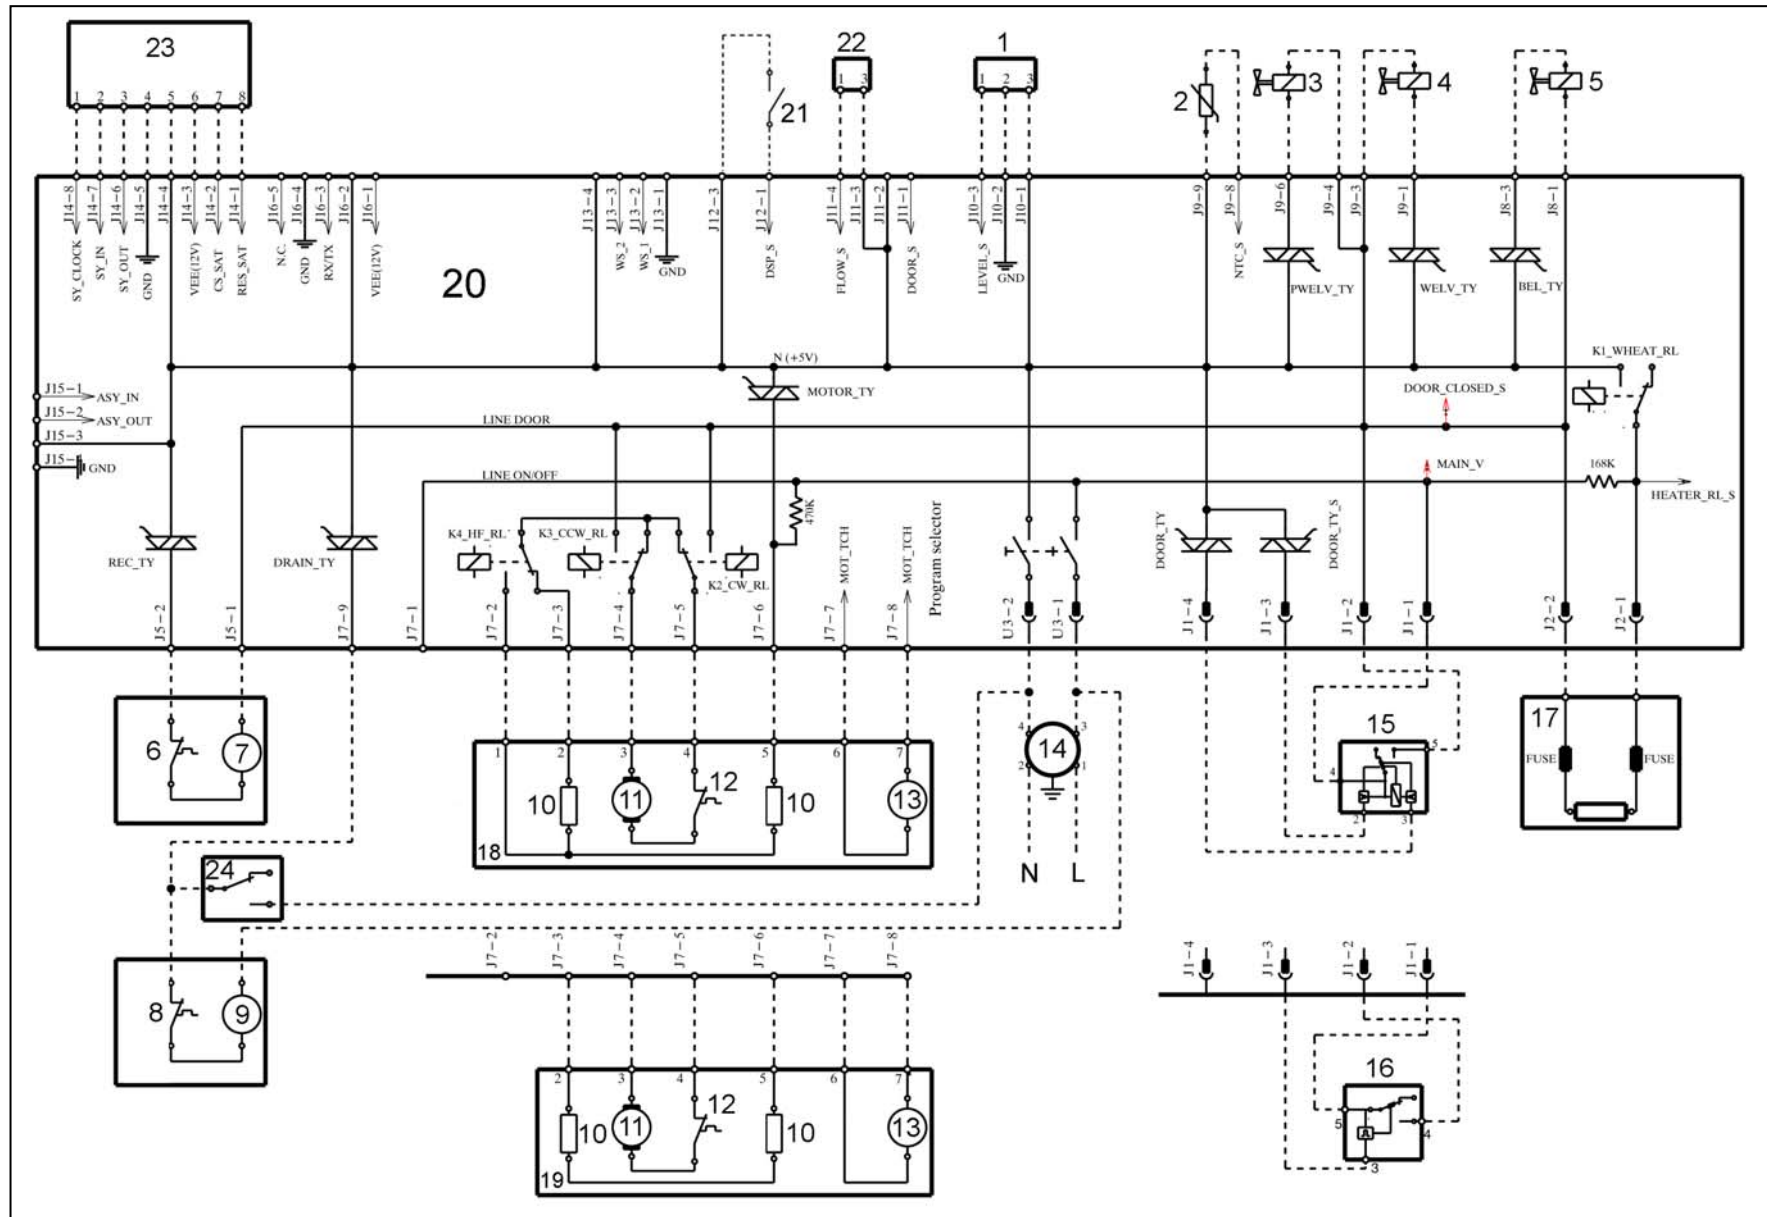 23
22
1
1 2 3 4 5 6 7 8
1 3
1 2 3
21
2
3
4
5
J14-8
J14-7
J14-6
J14-5
J14-4
J14-3
J14-2
J14-1
J16-5
J16-4
J16-3
J16-2
J16-1
J13-4
J13-3
J13-2
J13-1
J12-3
J12-1
J11-4
J11-3
J11-2
J11-1
J10-3
J10-2
J10-1
J9-9
J9-8
J9-6
J9-4
J9-3
J9-1
J8-3
J8-1
SY_CLOCK
SY_IN
SY_OUT
GND
VEE(12V)
CS_SAT
RES_SAT
N.C.
GND
RX/TX
VEE(12V)
20
WS_2
WS_1
GND
DSP_S
FLOW_S
DOOR_S
LEVEL_S
GND
NTC_S
PWELV_TY
WELV_TY
BEL_TY
N (+5V)
K1_WHEAT_RL
J15-1
ASY_IN
J15-2
ASY_OUT
J15-3
J15-
GND
MOTOR_TY
DOOR_CLOSED_S
LINE DOOR
LINE ON/OFF
MAIN_V
168K
HEATER_RL_S
470K
REC_TY
DRAIN_TY
K4_HF_RL
K3_CCW_RL
K2_CW_RL
MOT_TCH
MOT_TCH
Program selector
DOOR_TY
DOOR_TY_S
J5-2
J5-1
J7-9
J7-1
J7-2
J7-3
J7-4
J7-5
J7-6
J7-7
J7-8
U3-2
U3-1
J1-4
J1-3
J1-2
J1-1
J2-2
J2-1
6
7
1 2 3 4 5 6 7
10
11
12
10
13
18
4 3
14
2 1
N L
15
5
4
2 3
17
FUSE
FUSE
24
8
9
J7-2
J7-3
J7-4
J7-5
J7-6
J7-7
J7-8
2 3 4 5 6 7
10
11
12
10
13
19
J1-4
J1-3
J1-2
J1-1
16
5
4
3